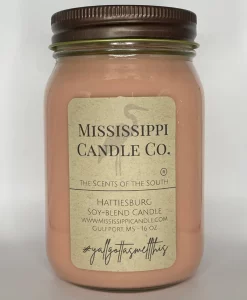 Mississippi
Candle Co.
®
The Scents of the South
Hattiesburg
Soy-Blend Candle
www.mississippicandle.com
Gulfport, MS - 16 oz
#yallgottasmellthis